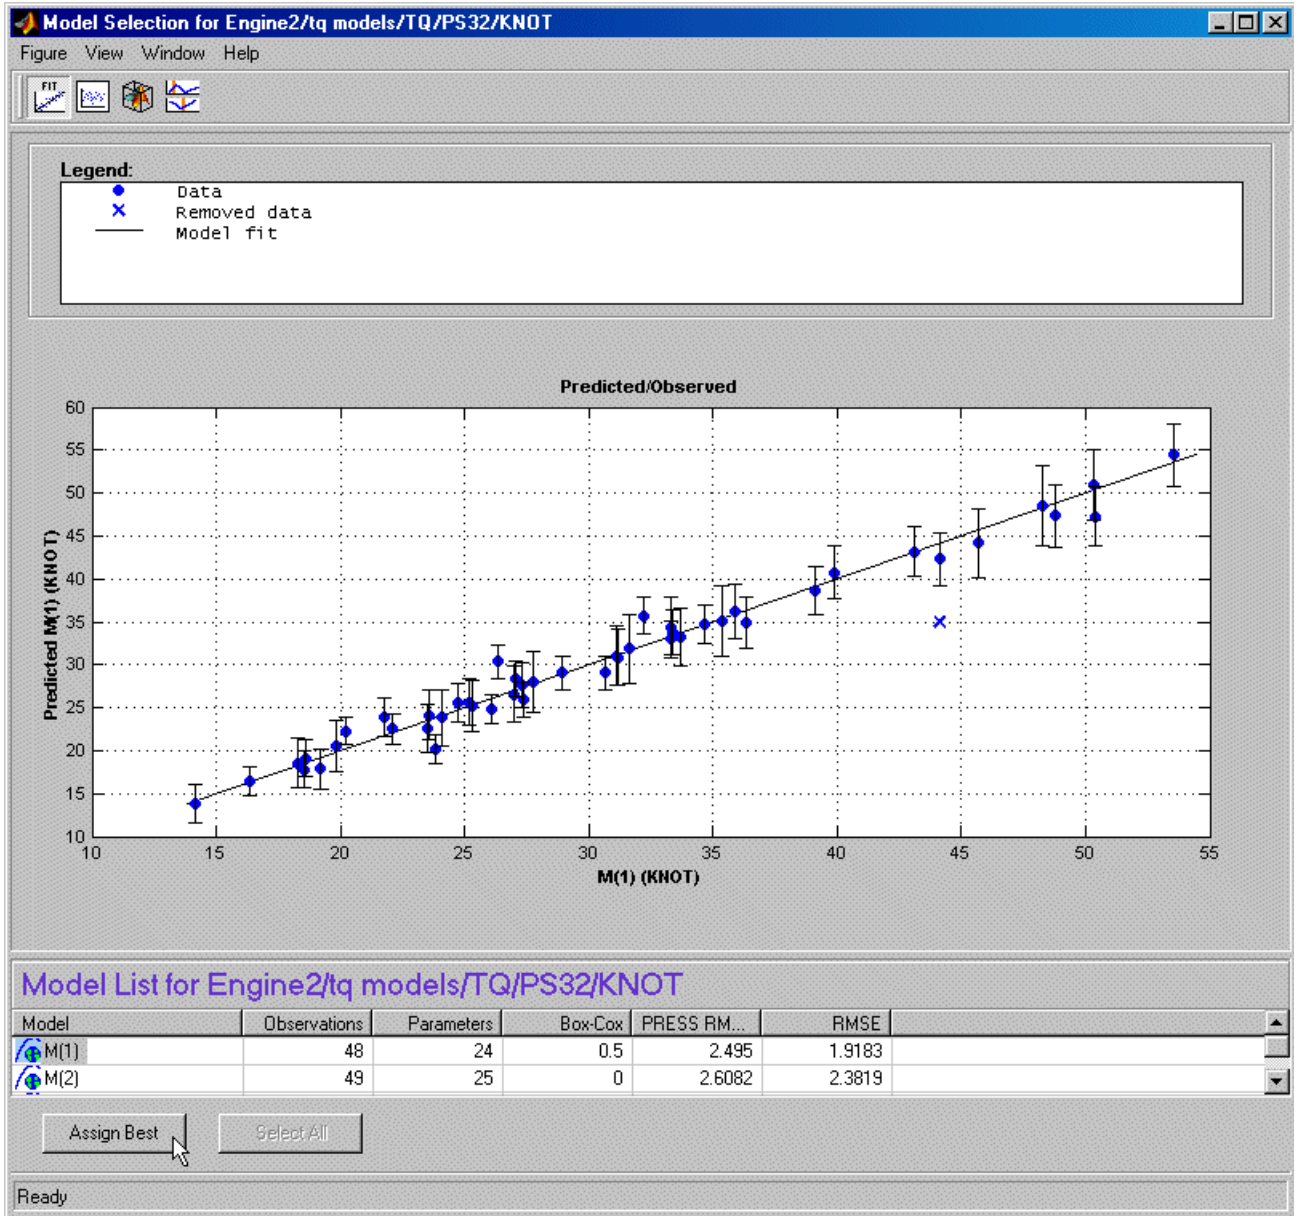 Model Selection for Engine2/tq models/TQ/PS32/KNOT
Figure View Window Help
FIT
Legend:
Data
Removed data
Model fit
Predicted/Observed
Predicted M(1) (KNOT)
60
55
50
45
40
35
30
25
20
15
10
10 15 20 25 30 35 40 45 50 55
M(1) (KNOT)
Model List for Engine2/tq models/TQ/PS32/KNOT
Model Observations Parameters Box-Cox PRESS RM... RMSE
M(1) 48 24 0.5 2.495 1.9183
M(2) 49 25 0 2.6082 2.3819
Assign Best Select All
Ready